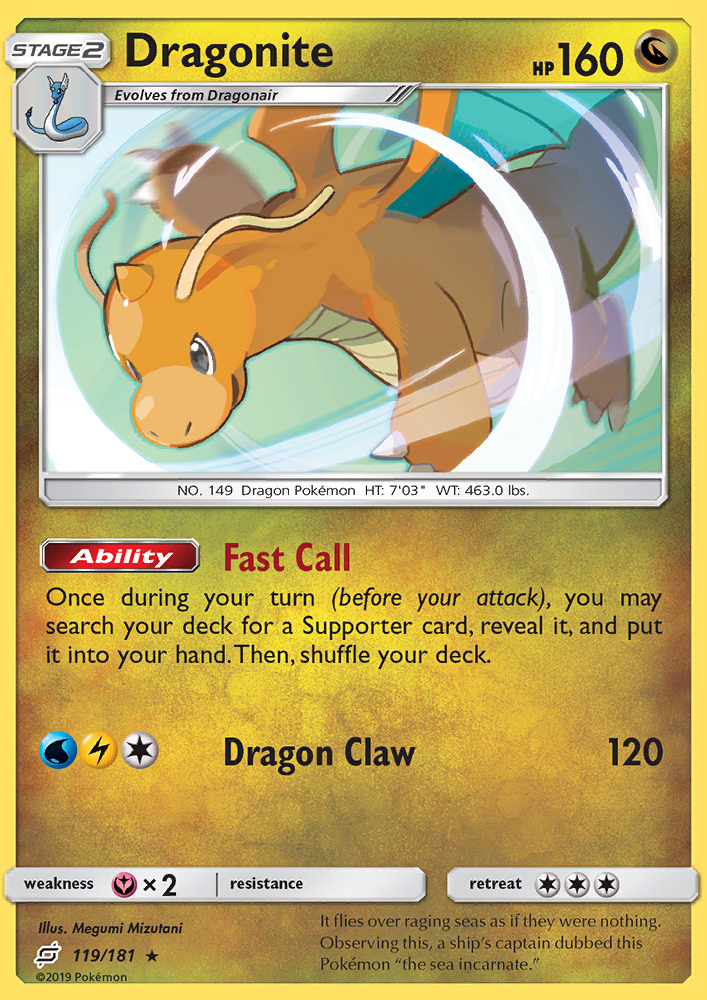 STAGE2
Dragonite
HP160
Evolves from Dragonair
NO. 149 Dragon Pokémon HT: 7'03" WT: 463.0 lbs.
Ability
Fast Call
Once during your turn (before your attack), you may
search your deck for a Supporter card, reveal it, and put
it into your hand. Then, shuffle your deck.
Dragon Claw 120
weakness ×2 resistance
retreat
Illus. Megumi Mizutani
119/181 ★
©2019 Pokémon
It flies over raging seas as if they were nothing.
Observing this, a ship's captain dubbed this
Pokémon “the sea incarnate.”